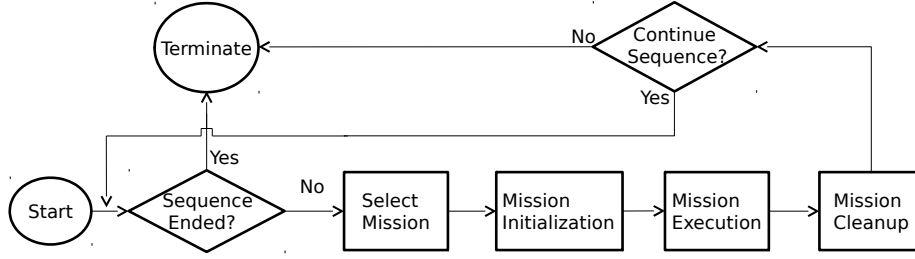 Terminate
No
Continue
Sequence?
Yes
Yes
Start
Sequence
Ended?
No
Select
Mission
Mission
Initialization
Mission
Execution
Mission
Cleanup